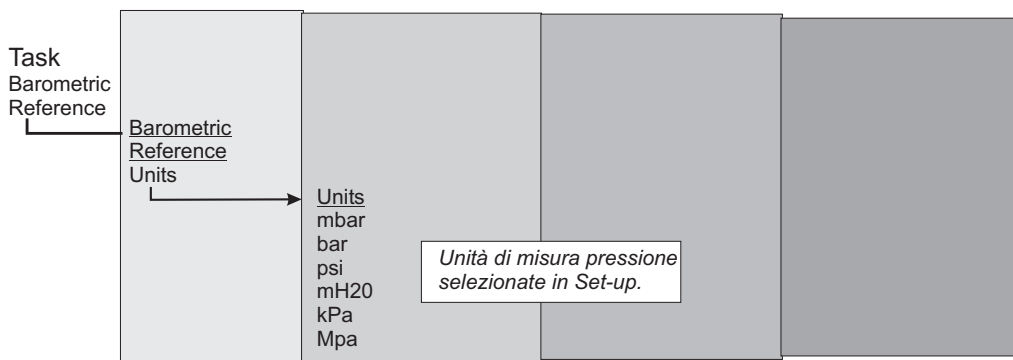 Task
Barometric
Reference
Barometric
Reference
Units
Units
mbar
bar
psi
mH20
kPa
Mpa
Unità di misura pressione
selezionate in Set-up.